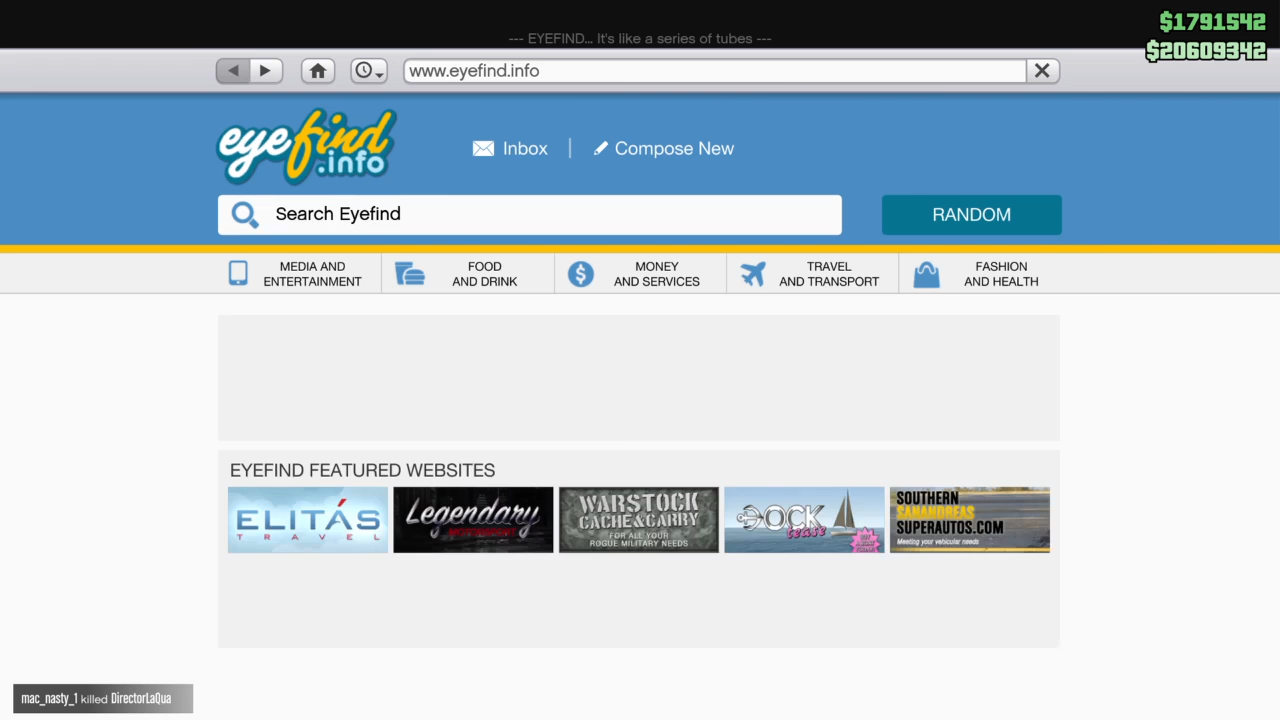 $1791542
--- EYEFIND... It's like a series of tubes ---
$20609342
www.eyefind.info
eyefind
.info
Inbox
Compose New
Search Eyefind
RANDOM
MEDIA AND
ENTERTAINMENT
FOOD
AND DRINK
MONEY
AND SERVICES
TRAVEL
AND TRANSPORT
FASHION
AND HEALTH
EYEFIND FEATURED WEBSITES
ELITÁS
TRAVEL
Legendary
MOTORSPORT
WARSTOCK
CACHE&CARRY
FOR ALL YOUR
ROGUE MILITARY NEEDS
DOCK
tease
SOUTHERN
SANANDREAS
SUPERAUTOS.COM
Meeting your vehicular needs
mac_nasty_1 killed DirectorLaQua